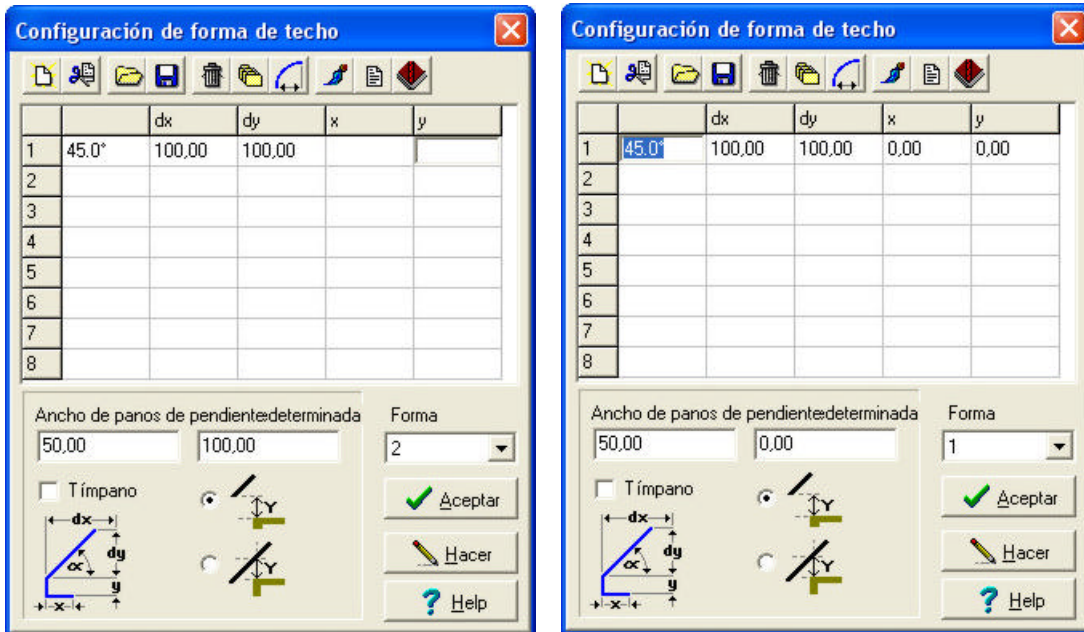 Configuración de forma de techo
dx dy x y
1 45.0° 100,00 100,00
2
3
4
5
6
7
8
Ancho de panos de pendientedeterminada
Forma
50,00 100,00 2
Tímpano
Y
Y
dx
dy
α
y
x
Aceptar
Hacer
? Help
Configuración de forma de techo
dx dy x y
1 45.0° 100,00 100,00 0,00 0,00
2
3
4
5
6
7
8
Ancho de panos de pendientedeterminada
Forma
50,00 0,00 1
Tímpano
Y
Y
dx
dy
α
y
x
Aceptar
Hacer
? Help